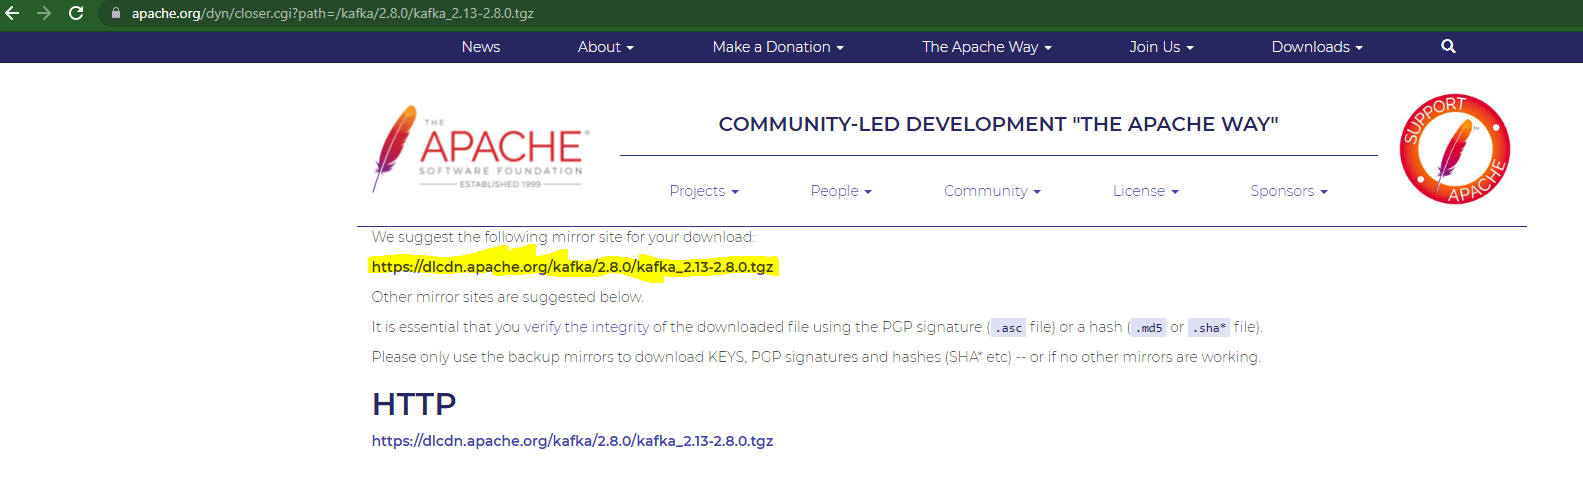 apache.org/dyn/closer.cgi?path=/kafka/2.8.0/kafka_2.13-2.8.0.tgz
News About Make a Donation The Apache Way Join Us Downloads
THE
APACHE®
SOFTWARE FOUNDATION
ESTABLISHED 1999
COMMUNITY-LED DEVELOPMENT "THE APACHE WAY"
SUPPORT
APACHE
Projects People Community License Sponsors
We suggest the following mirror site for your download:
https://dlcdn.apache.org/kafka/2.8.0/kafka_2.13-2.8.0.tgz
Other mirror sites are suggested below.
It is essential that you verify the integrity of the downloaded file using the PGP signature ( .asc file) or a hash ( .md5 or .sha* file).
Please only use the backup mirrors to download KEYS, PGP signatures and hashes (SHA* etc) -- or if no other mirrors are working.
HTTP
https://dlcdn.apache.org/kafka/2.8.0/kafka_2.13-2.8.0.tgz